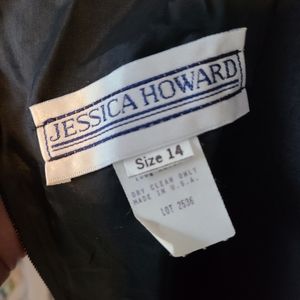 JESSICA HOWARD
Size 14
DRY CLEAN ONLY
MADE IN U.S.A.
LOT 2536